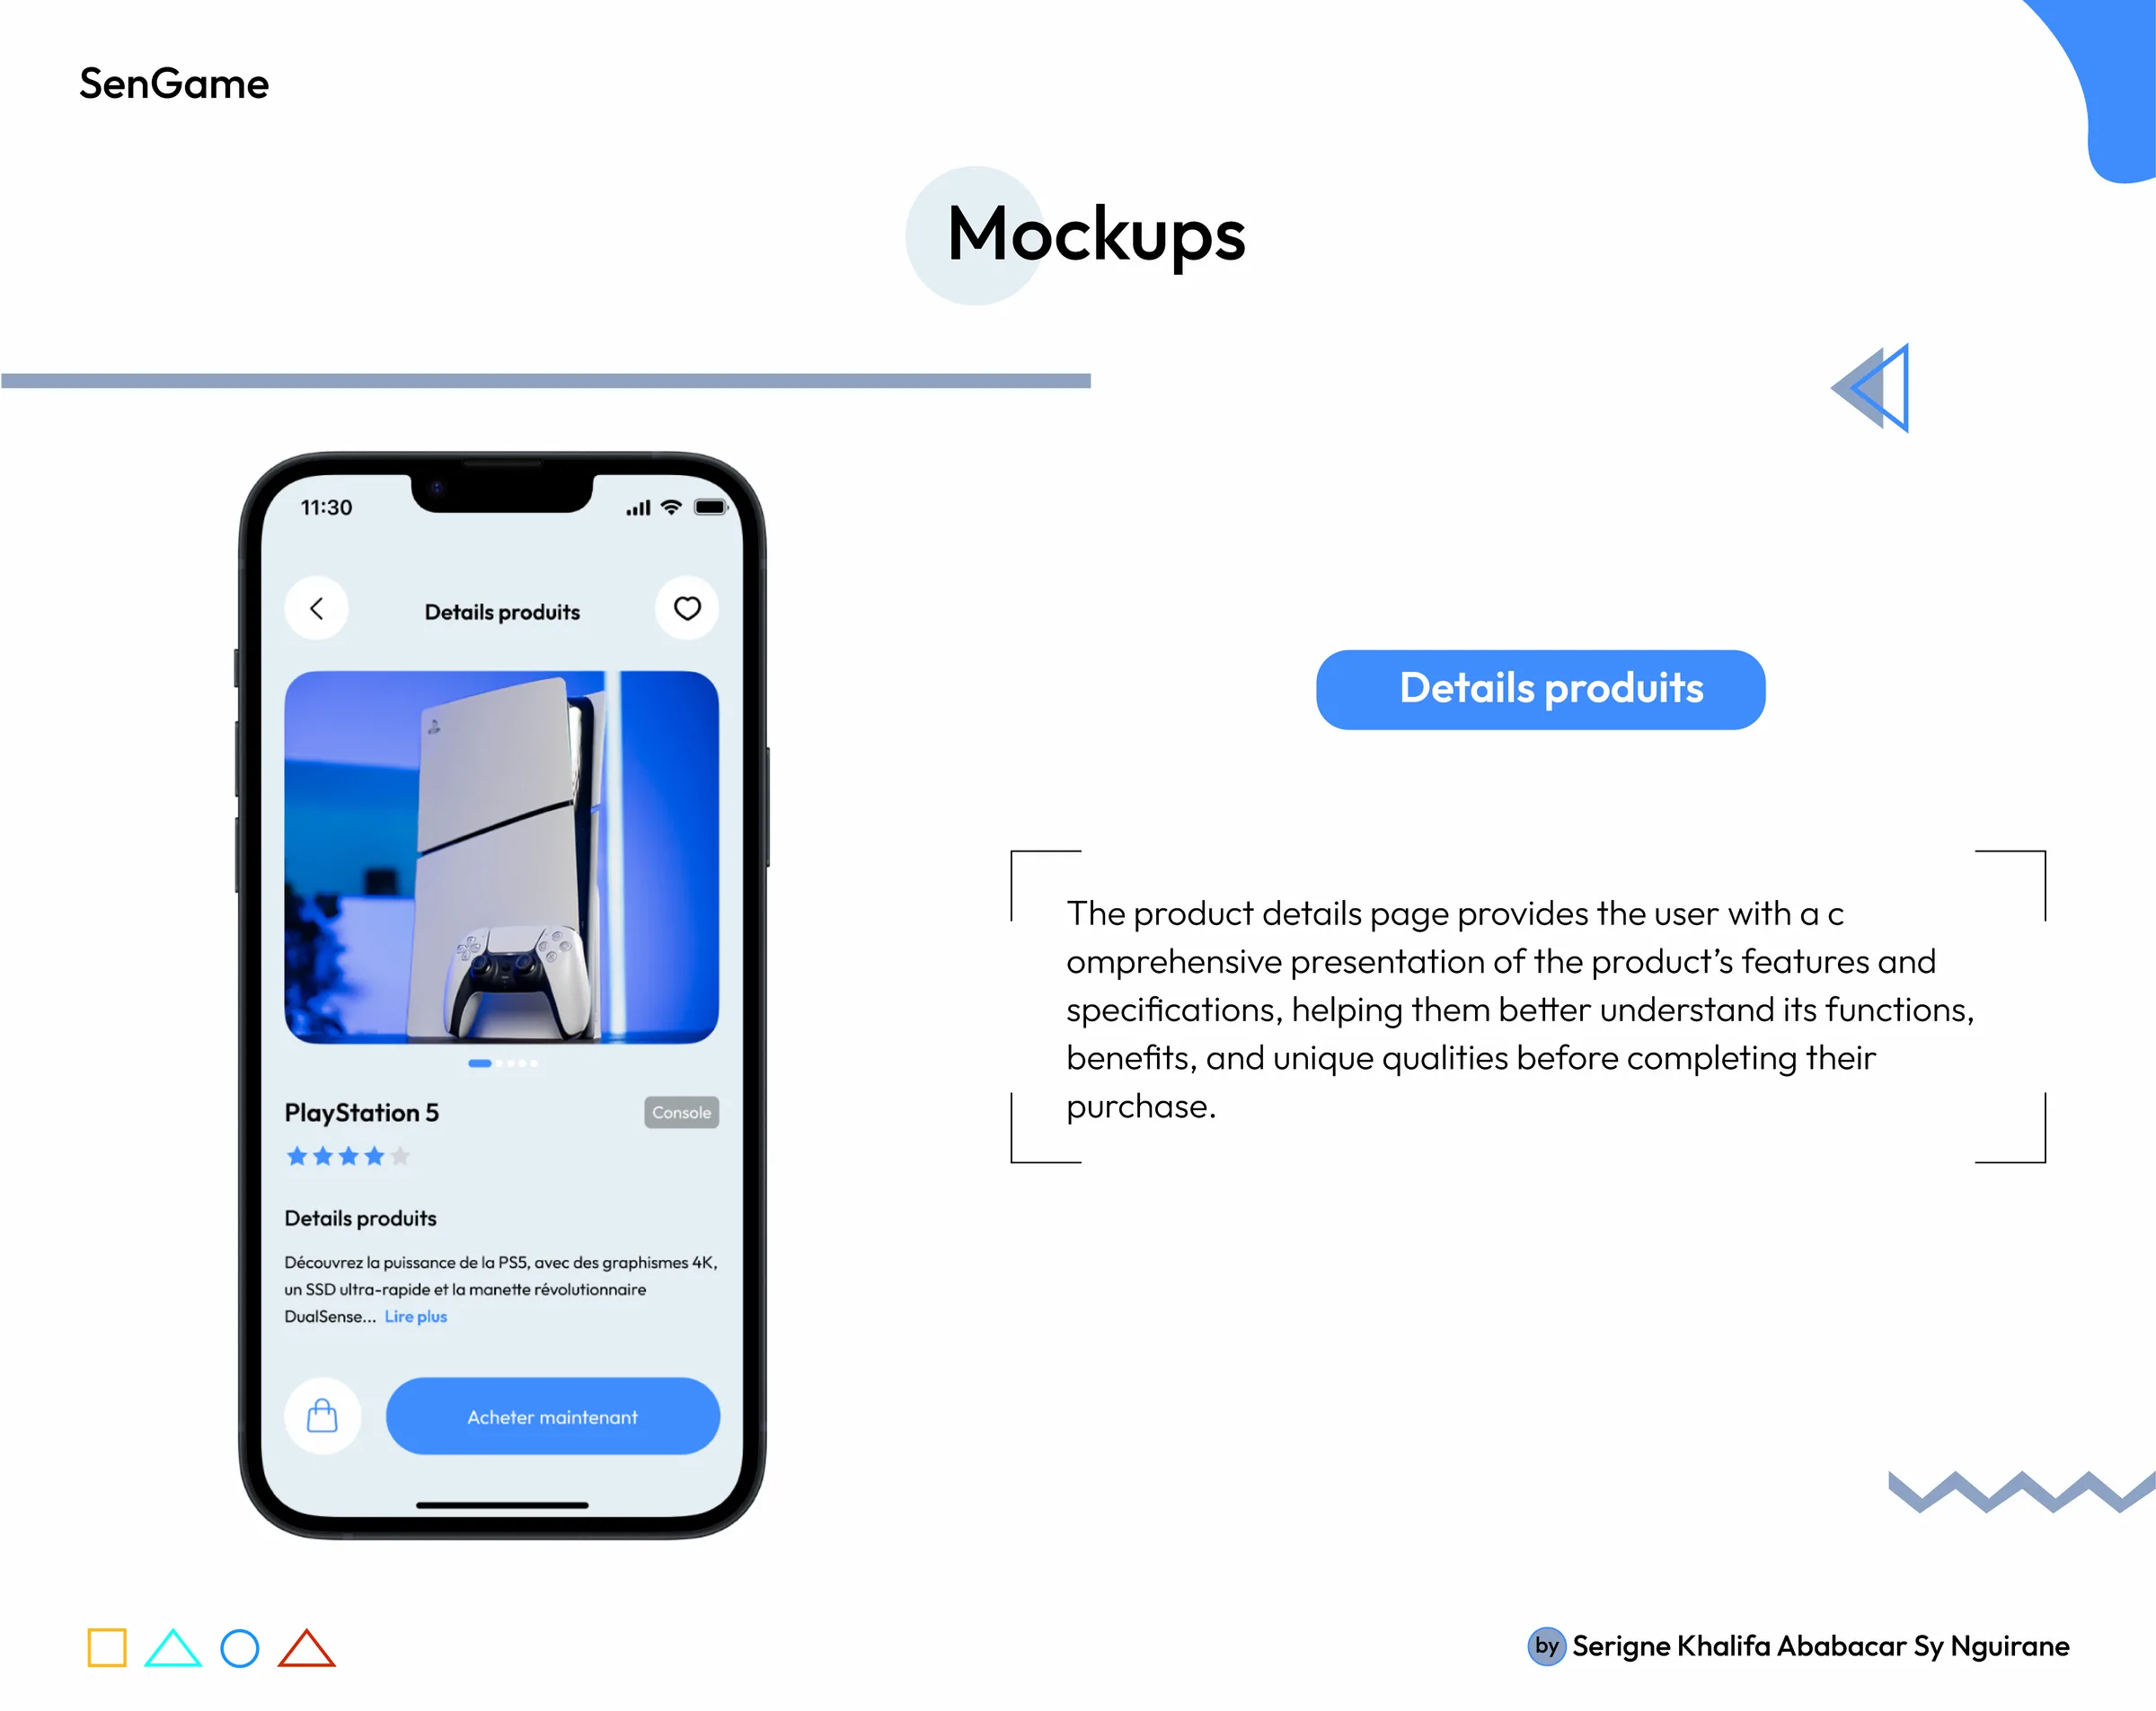 SenGame
Mockups
11:30
Details produits
PlayStation 5
Console
Details produits
Découvrez la puissance de la PS5, avec des graphismes 4K,
un SSD ultra-rapide et la manette révolutionnaire
DualSense... Lire plus
Acheter maintenant
Details produits
The product details page provides the user with a c
omprehensive presentation of the product’s features and
specifications, helping them better understand its functions,
benefits, and unique qualities before completing their
purchase.
by Serigne Khalifa Ababacar Sy Nguirane